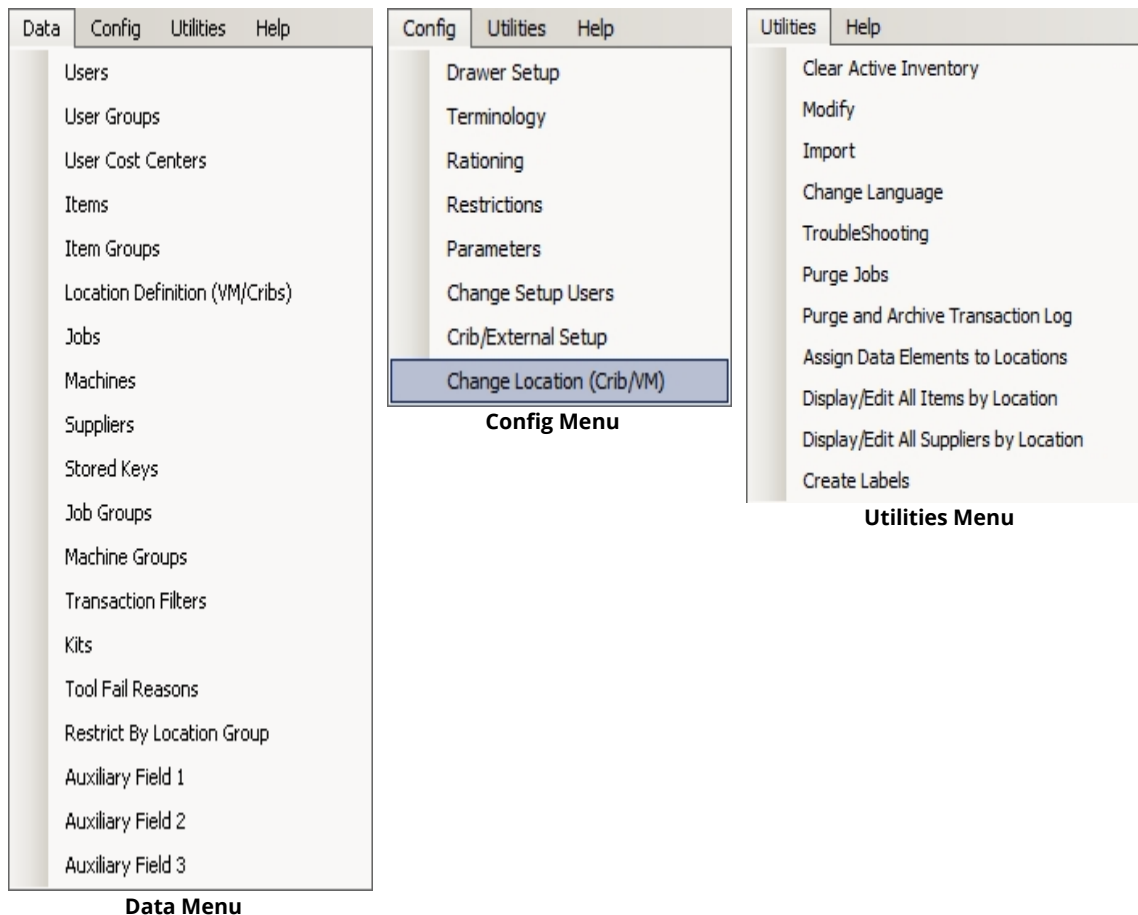 Data Config Utilities Help
Users
User Groups
User Cost Centers
Items
Item Groups
Location Definition (VM/Cribs)
Jobs
Machines
Suppliers
Stored Keys
Job Groups
Machine Groups
Transaction Filters
Kits
Tool Fail Reasons
Restrict By Location Group
Auxiliary Field 1
Auxiliary Field 2
Auxiliary Field 3
Data Menu
Config Utilities Help
Drawer Setup
Terminology
Rationing
Restrictions
Parameters
Change Setup Users
Crib/External Setup
Change Location (Crib/VM)
Config Menu
Utilities Help
Clear Active Inventory
Modify
Import
Change Language
TroubleShooting
Purge Jobs
Purge and Archive Transaction Log
Assign Data Elements to Locations
Display/Edit All Items by Location
Display/Edit All Suppliers by Location
Create Labels
Utilities Menu